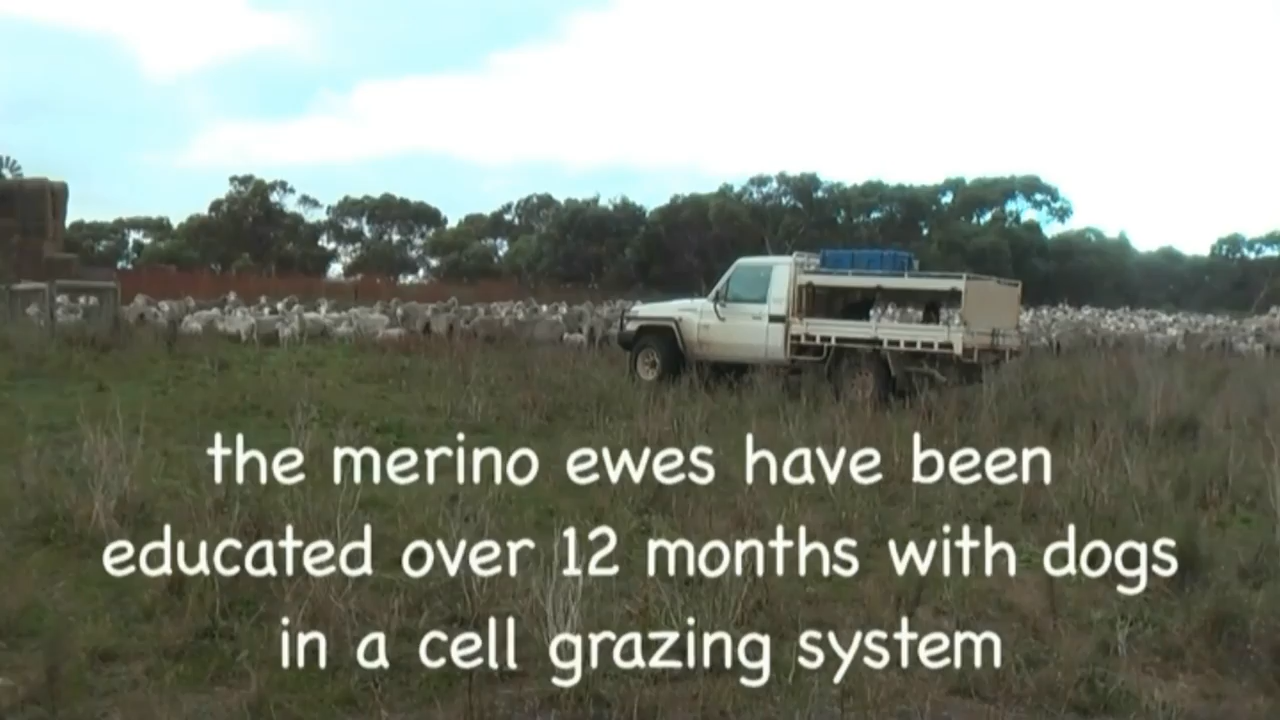 the merino ewes have been
educated over 12 months with dogs
in a cell grazing system